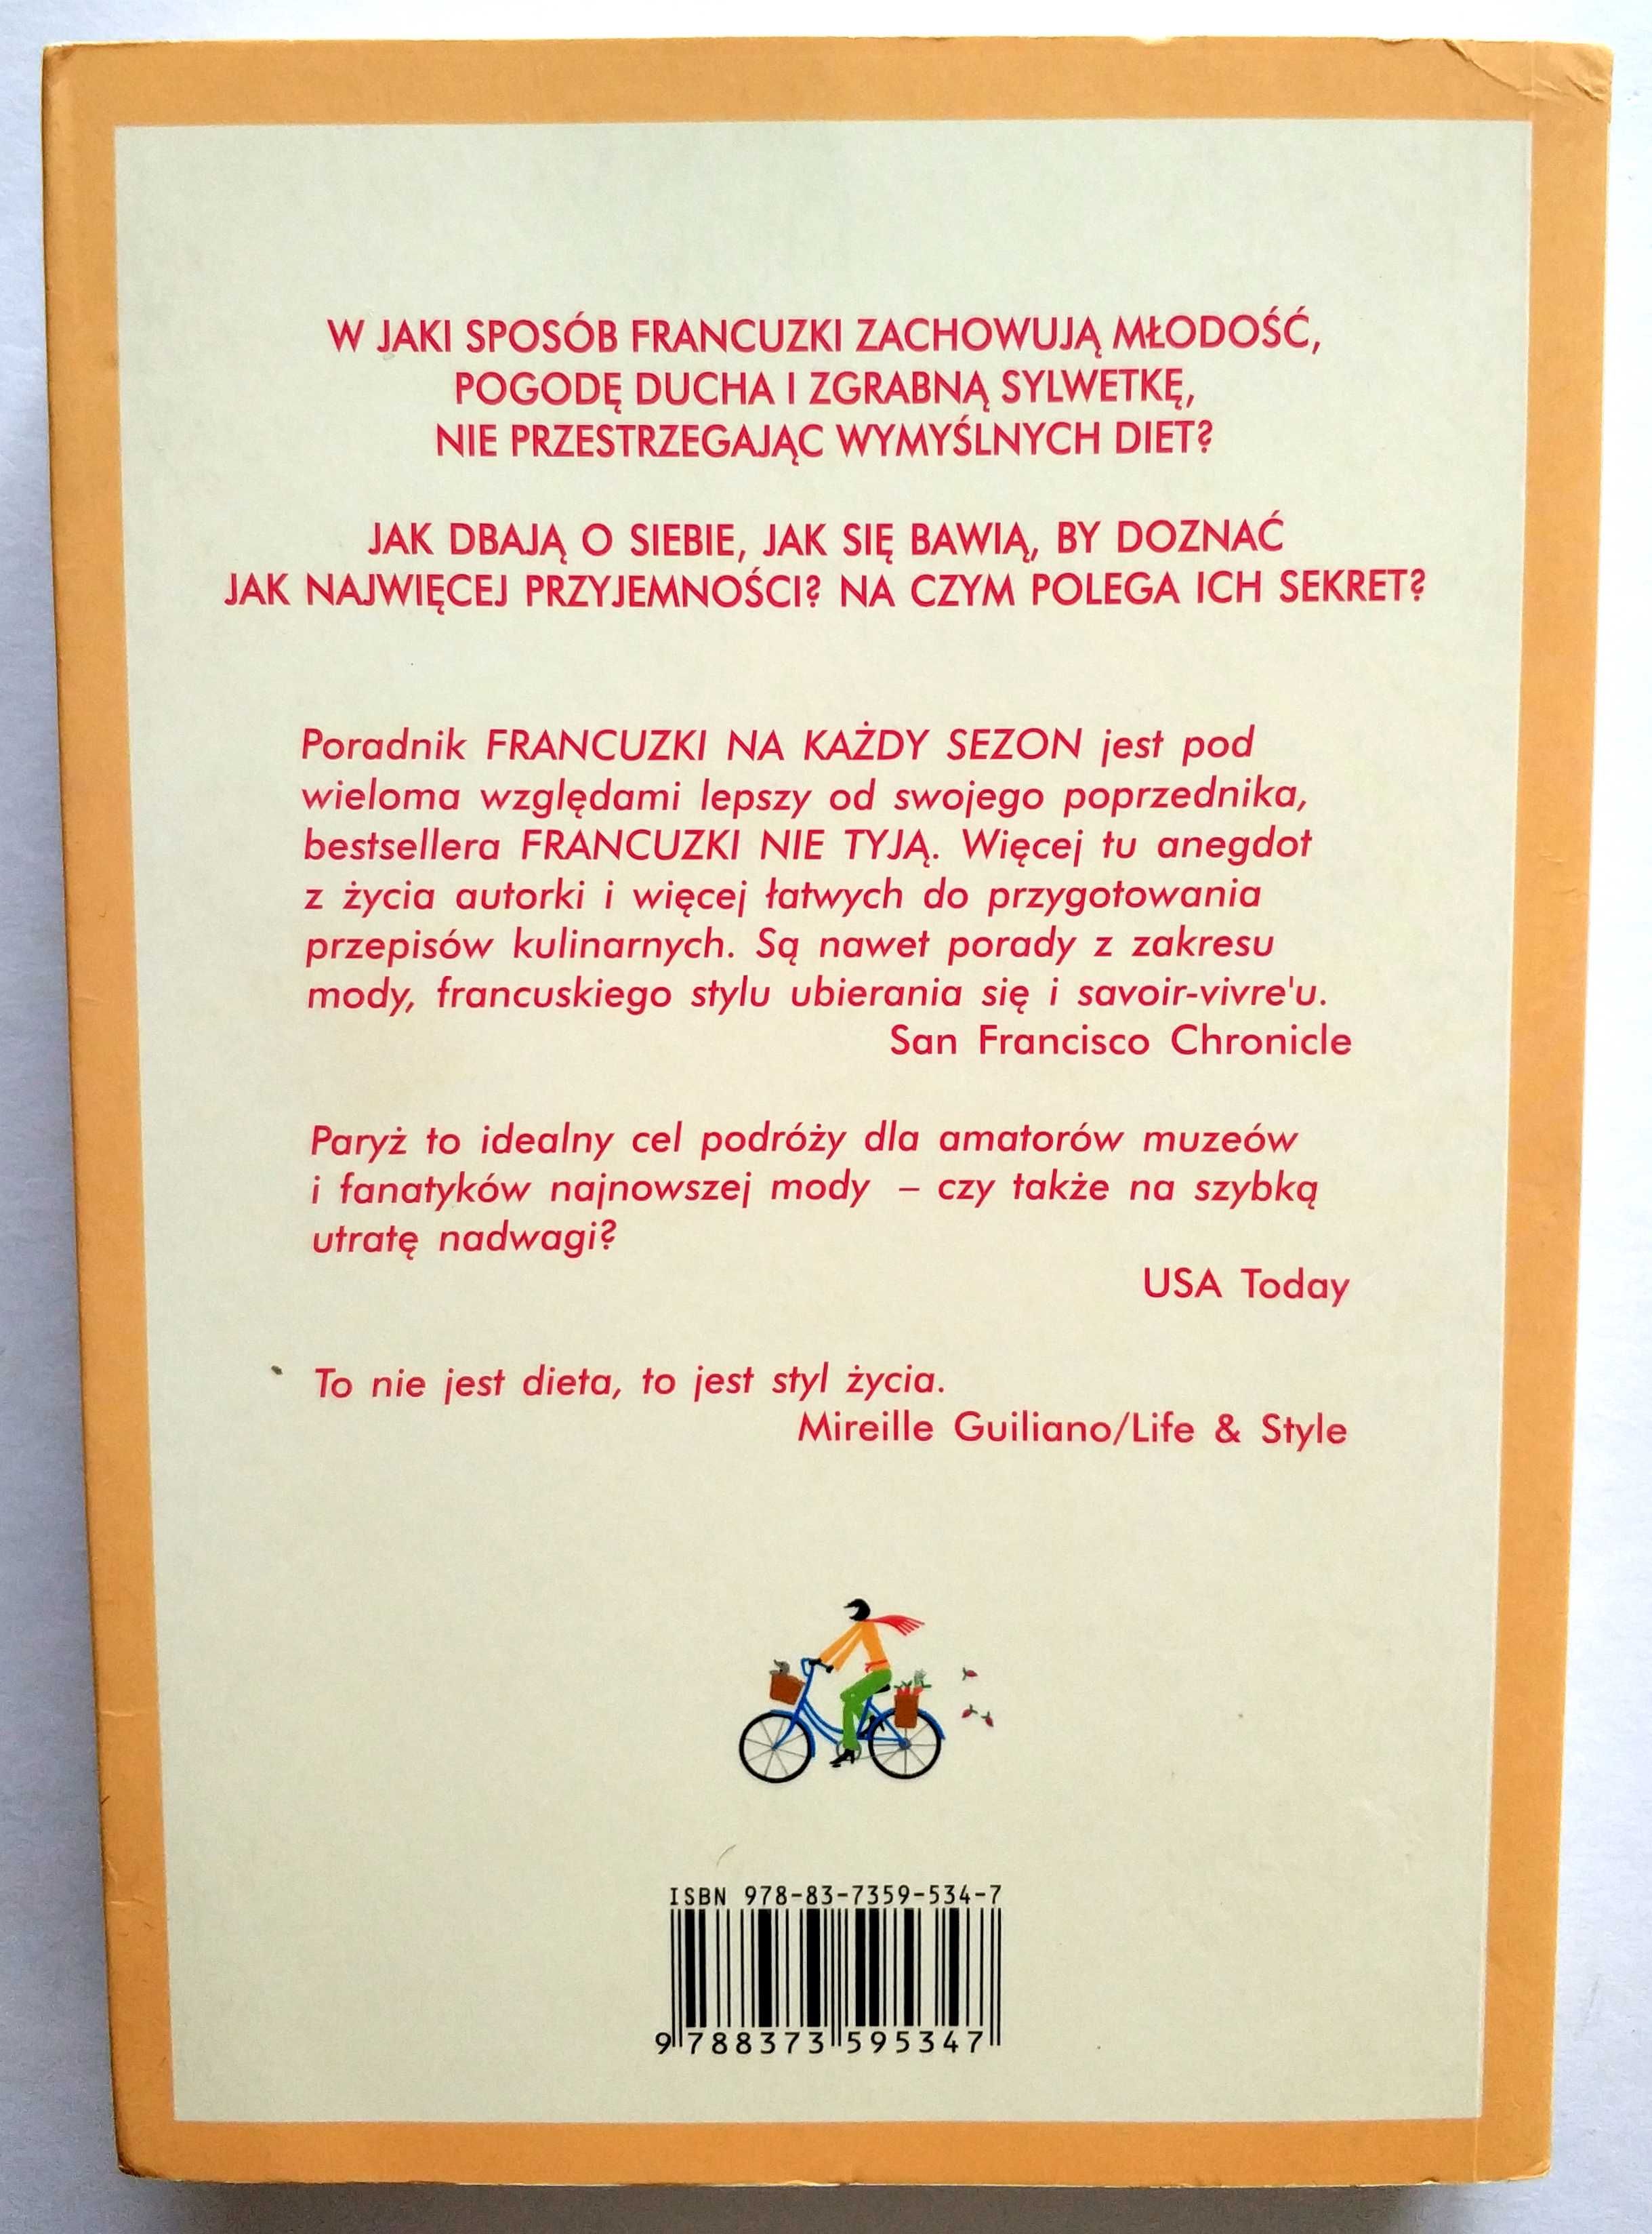 W JAKI SPOSÓB FRANCUZKI ZACHOWUJĄ MŁODOŚĆ,
POGODĘ DUCHA I ZGRABNĄ SYLWETKĘ,
NIE PRZESTRZEGAJĄC WYMYŚLNYCH DIET?
JAK DBAJĄ O SIEBIE, JAK SIĘ BAWIĄ, BY DOZNAĆ
JAK NAJWIĘCEJ PRZYJEMNOŚCI? NA CZYM POLEGA ICH SEKRET?
Poradnik FRANCUZKI NA KAŻDY SEZON jest pod
wieloma względami lepszy od swojego poprzednika,
bestsellera FRANCUZKI NIE TYJĄ. Więcej tu anegdot
z życia autorki i więcej łatwych do przygotowania
przepisów kulinarnych. Są nawet porady z zakresu
mody, francuskiego stylu ubierania się i savoir-vivre'u.
San Francisco Chronicle
Paryż to idealny cel podróży dla amatorów muzeów
i fanatyków najnowszej mody – czy także na szybką
utratę nadwagi?
USA Today
To nie jest dieta, to jest styl życia.
Mireille Guiliano/Life & Style
ISBN 978-83-7359-534-7
9 788373 595347